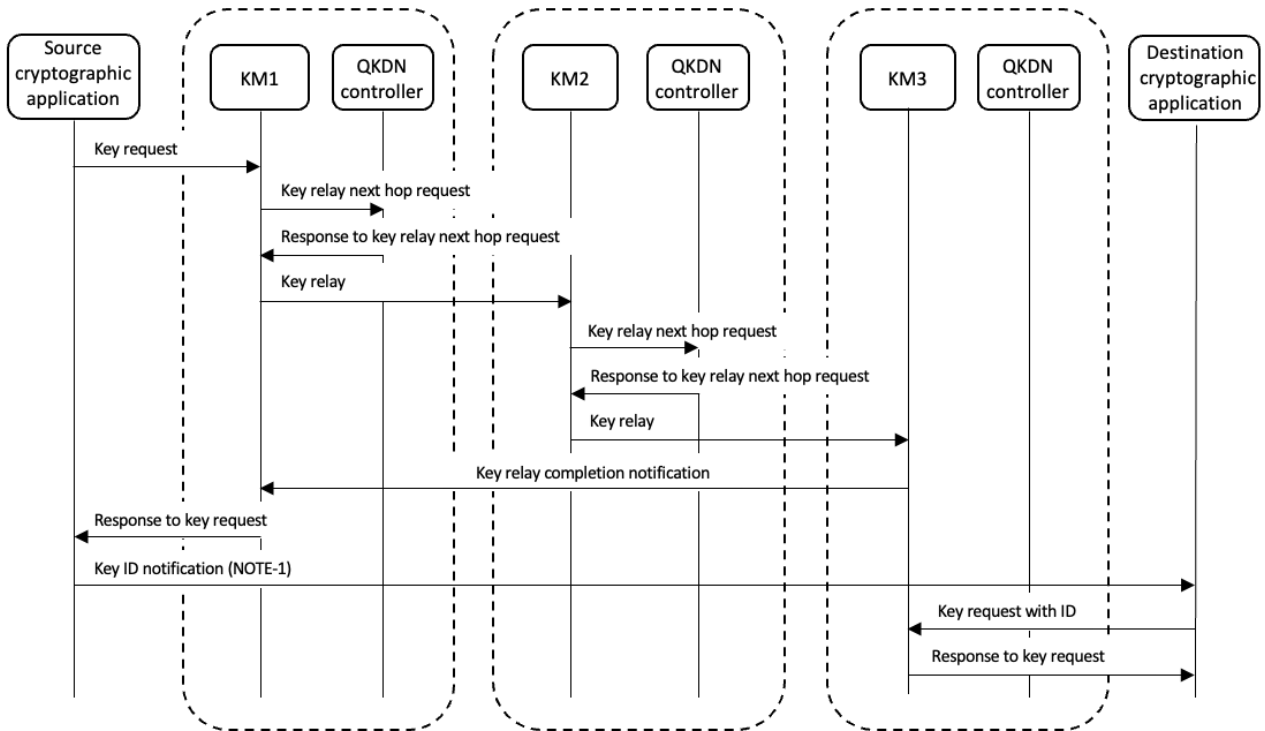 Source
cryptographic
application
KM1
QKDN
controller
KM2
QKDN
controller
KM3
QKDN
controller
Destination
cryptographic
application
Key request
Key relay next hop request
Response to key relay next hop request
Key relay
Key relay next hop request
Response to key relay next hop request
Key relay
Key relay completion notification
Response to key request
Key ID notification (NOTE-1)
Key request with ID
Response to key request